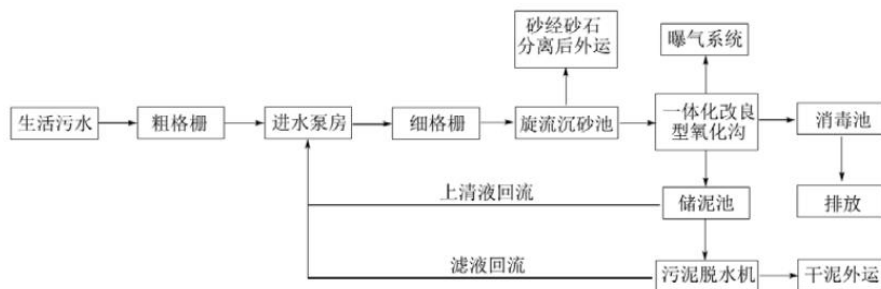 砂经砂石
分离后外运
曝气系统
生活污水
粗格栅
进水泵房
细格栅
旋流沉砂池
一体化改良
型氧化沟
消毒池
上清液回流
储泥池
排放
滤液回流
污泥脱水机
干泥外运